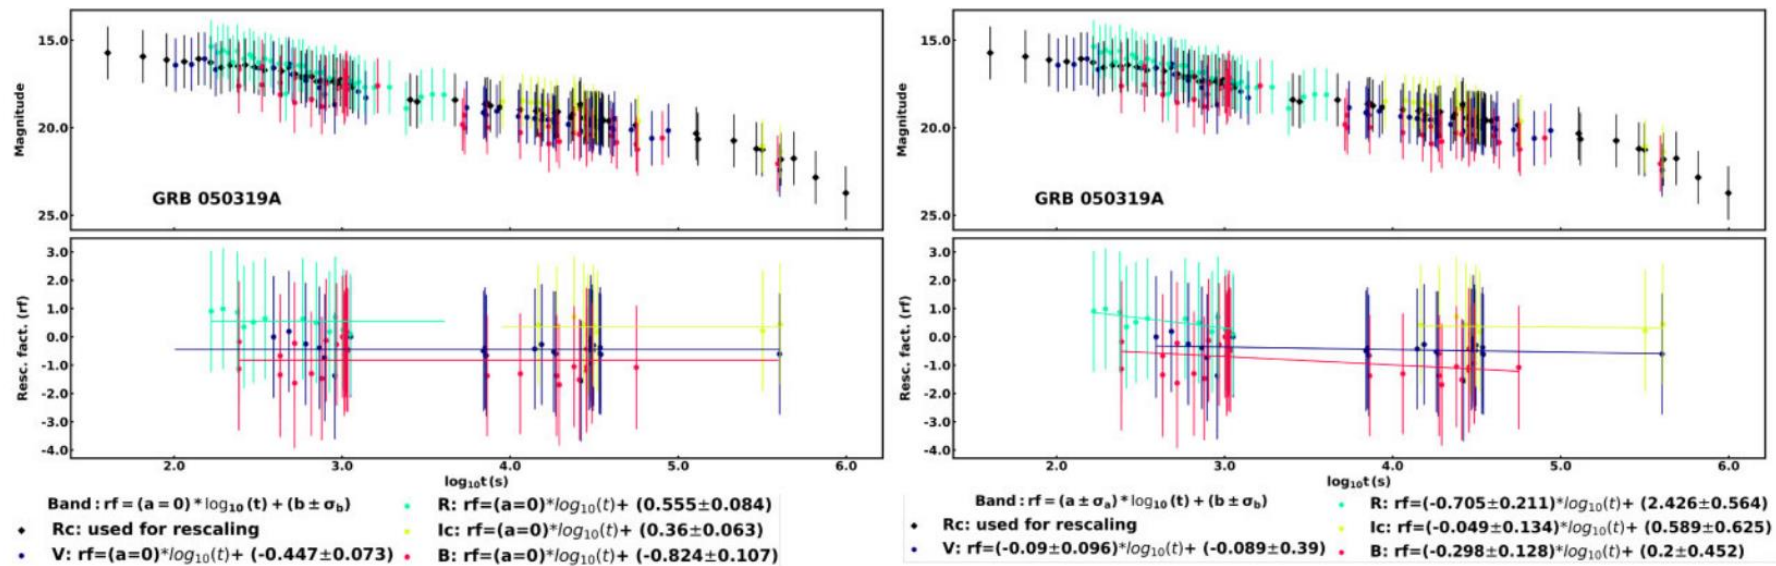 Magnitude
15.0
20.0
25.0
GRB 050319A
Resc. fact. (rf)
3.0
2.0
1.0
0.0
-1.0
-2.0
-3.0
-4.0
2.0 3.0 4.0 5.0 6.0
log₁₀t(s)
Band : rf = (a = 0) * log₁₀ (t) + (b ± σ_b)
Rc: used for rescaling
V: rf=(a=0)*log₁₀(t)+ (-0.447±0.073)
R: rf=(a=0)*log₁₀(t)+ (0.555±0.084)
Ic: rf=(a=0)*log₁₀(t)+ (0.36±0.063)
B: rf=(a=0)*log₁₀(t)+ (-0.824±0.107)
Magnitude
15.0
20.0
25.0
GRB 050319A
Resc. fact. (rf)
3.0
2.0
1.0
0.0
-1.0
-2.0
-3.0
-4.0
2.0 3.0 4.0 5.0 6.0
log₁₀t(s)
Band : rf = (a ± σ_a) * log₁₀ (t) + (b ± σ_b)
Rc: used for rescaling
V: rf=(-0.09±0.096)*log₁₀(t)+ (-0.089±0.39)
R: rf=(-0.705±0.211)*log₁₀(t)+ (2.426±0.564)
Ic: rf=(-0.049±0.134)*log₁₀(t)+ (0.589±0.625)
B: rf=(-0.298±0.128)*log₁₀(t)+ (0.2±0.452)